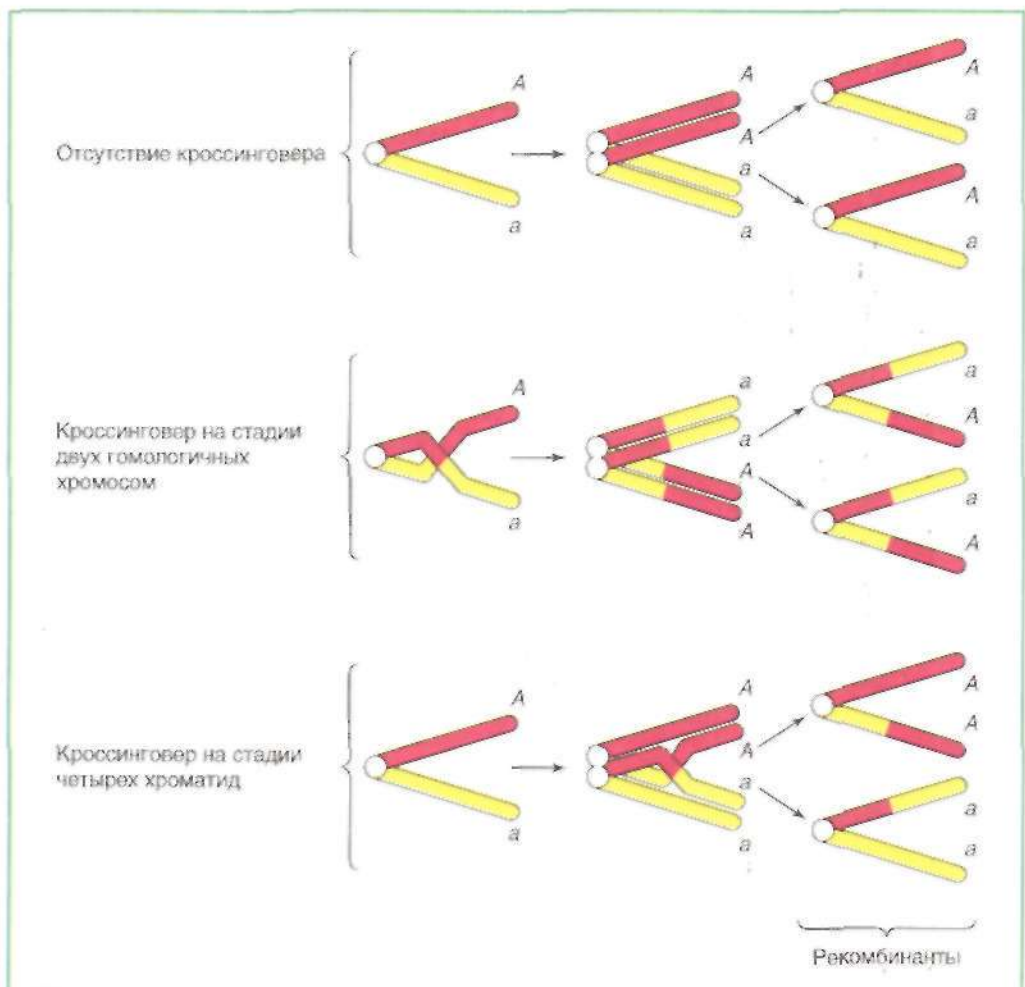 A
A
A
A
a
a
a
A
a
Отсутствие кроссинговера
A
a
a
A
a
a
a
A
A
A
a
a
A
Кроссинговер на стадии
двух гомологичных
хромосом
A
A
A
A
A
a
a
a
a
Кроссинговер на стадии
четырех хроматид
a
Рекомбинанты